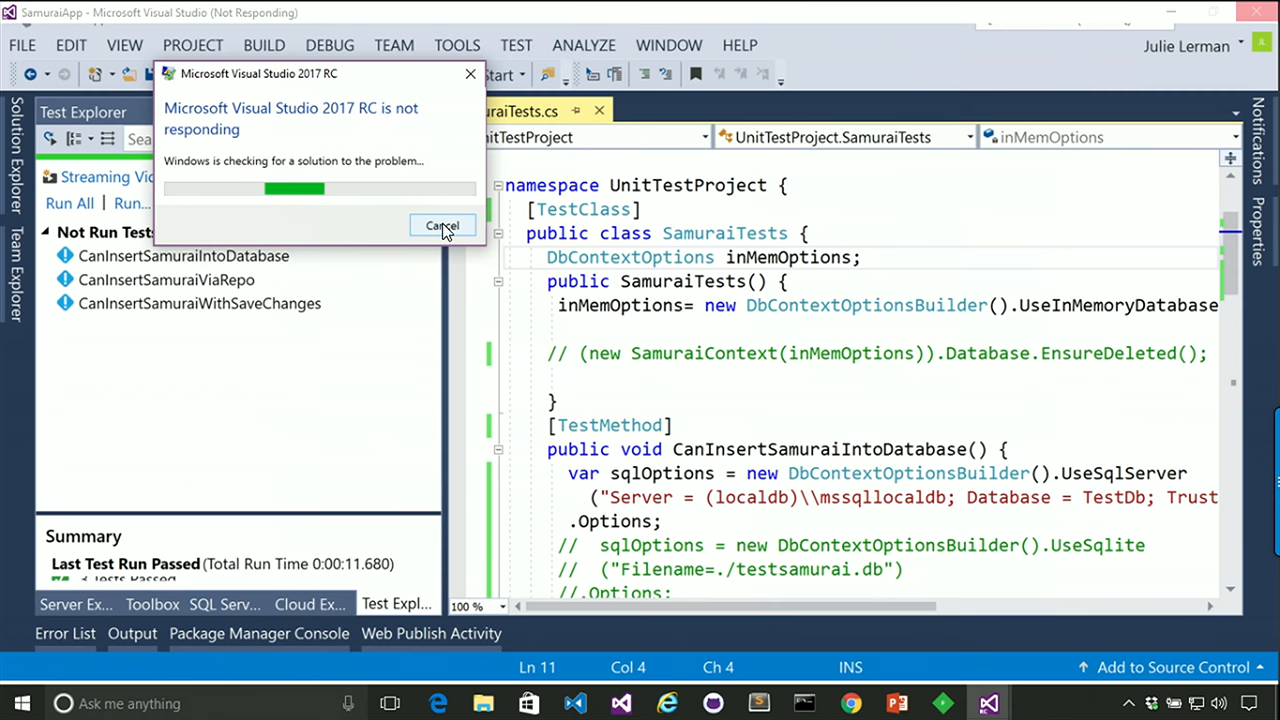 SamuraiApp - Microsoft Visual Studio (Not Responding)
FILE EDIT VIEW PROJECT BUILD DEBUG TEAM TOOLS TEST ANALYZE WINDOW HELP
Julie Lerman
Start
Test Explorer
Sea
Streaming Vi
Run All | Run...
Not Run Tests
CanInsertSamuraiIntoDatabase
CanInsertSamuraiViaRepo
CanInsertSamuraiWithSaveChanges
Summary
Last Test Run Passed (Total Run Time 0:00:11.680)
Tests Passed
Microsoft Visual Studio 2017 RC
Microsoft Visual Studio 2017 RC is not
responding
Windows is checking for a solution to the problem...
Cancel
Solution Explorer
Team Explorer
Notifications
Properties
uraiTests.cs
nitTestProject
UnitTestProject.SamuraiTests
inMemOptions
namespace UnitTestProject {
[TestClass]
public class SamuraiTests {
DbContextOptions inMemOptions;
public SamuraiTests() {
inMemOptions= new DbContextOptionsBuilder().UseInMemoryDatabase
// (new SamuraiContext(inMemOptions)).Database.EnsureDeleted();
}
[TestMethod]
public void CanInsertSamuraiIntoDatabase() {
var sqlOptions = new DbContextOptionsBuilder().UseSqlServer
("Server = (localdb)\\mssqllocaldb; Database = TestDb; Trust
.Options;
// sqlOptions = new DbContextOptionsBuilder().UseSqlite
// ("Filename=./testsamurai.db")
//.Options;
100 %
Server Ex... Toolbox SQL Serv... Cloud Ex... Test Expl...
Error List Output Package Manager Console Web Publish Activity
Ln 11 Col 4 Ch 4 INS Add to Source Control
Ask me anything